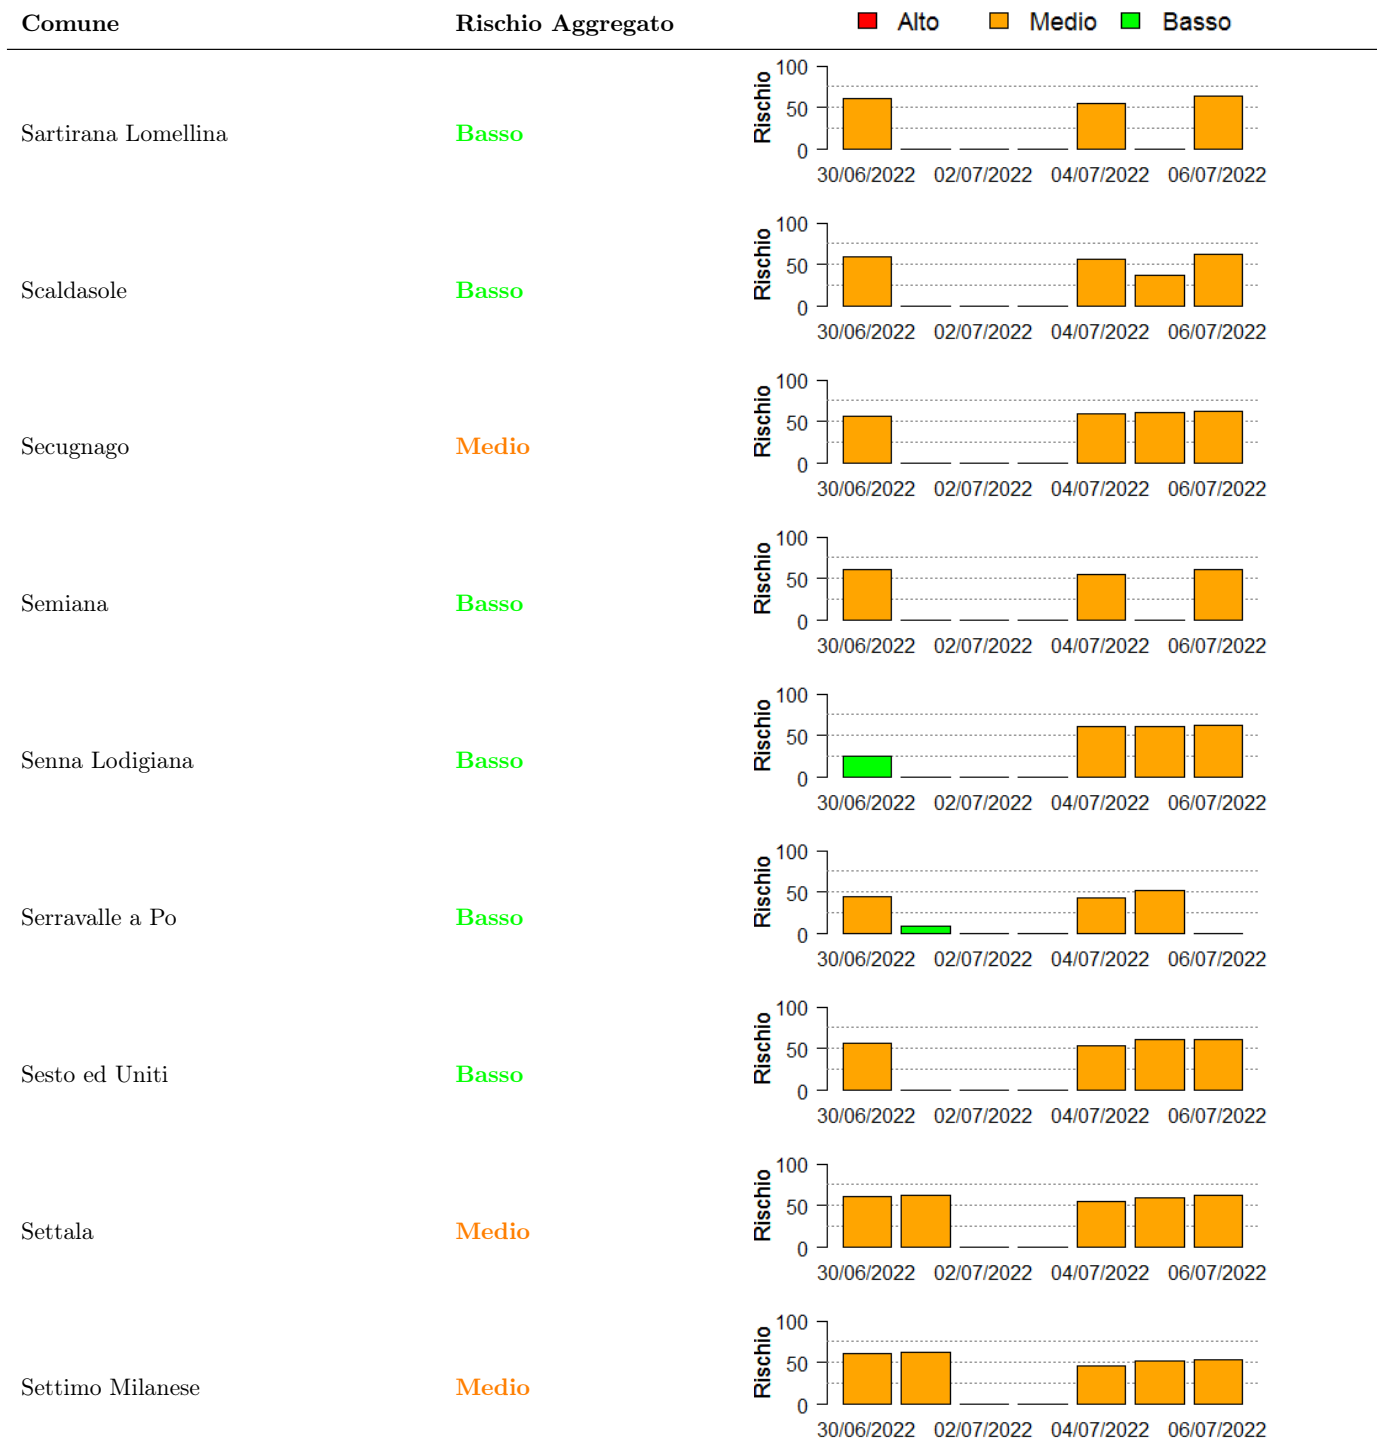 Comune Rischio Aggregato Alto Medio Basso
Sartirana Lomellina Basso
Rischio
100
50
0
30/06/2022 02/07/2022 04/07/2022 06/07/2022
Scaldasole Basso
Rischio
100
50
0
30/06/2022 02/07/2022 04/07/2022 06/07/2022
Secugnago Medio
Rischio
100
50
0
30/06/2022 02/07/2022 04/07/2022 06/07/2022
Semiana Basso
Rischio
100
50
0
30/06/2022 02/07/2022 04/07/2022 06/07/2022
Senna Lodigiana Basso
Rischio
100
50
0
30/06/2022 02/07/2022 04/07/2022 06/07/2022
Serravalle a Po Basso
Rischio
100
50
0
30/06/2022 02/07/2022 04/07/2022 06/07/2022
Sesto ed Uniti Basso
Rischio
100
50
0
30/06/2022 02/07/2022 04/07/2022 06/07/2022
Settala Medio
Rischio
100
50
0
30/06/2022 02/07/2022 04/07/2022 06/07/2022
Settimo Milanese Medio
Rischio
100
50
0
30/06/2022 02/07/2022 04/07/2022 06/07/2022